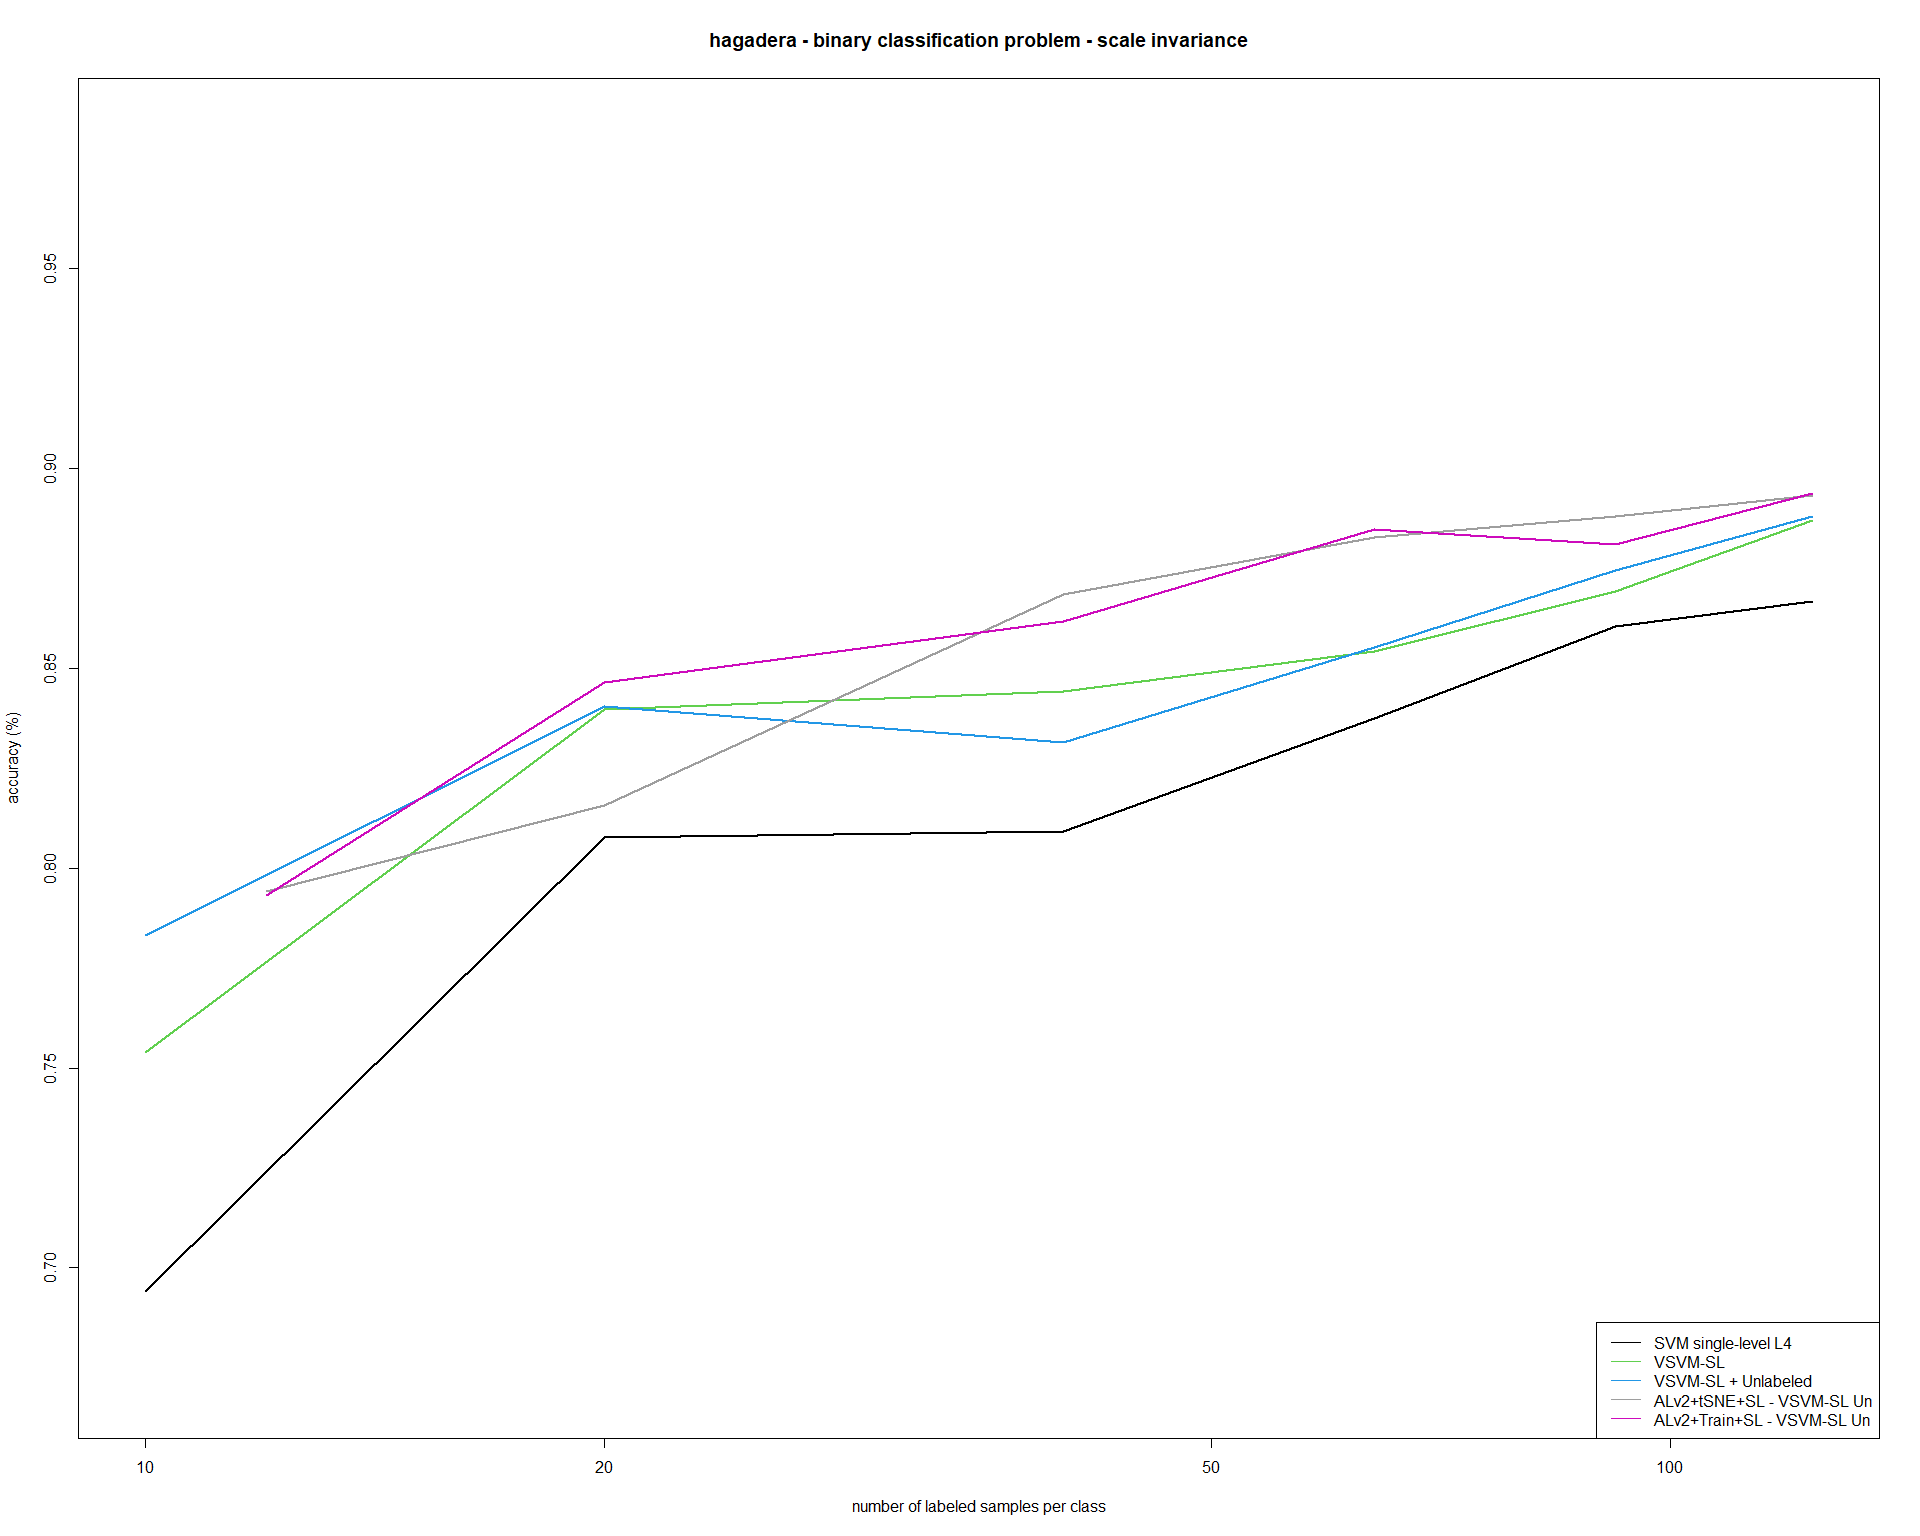 hagadera - binary classification problem - scale invariance
0.95
0.90
0.85
0.80
0.75
0.70
accuracy (%)
SVM single-level L4
VSVM-SL
VSVM-SL + Unlabeled
ALv2+tSNE+SL - VSVM-SL Un
ALv2+Train+SL - VSVM-SL Un
10
20
50
100
number of labeled samples per class